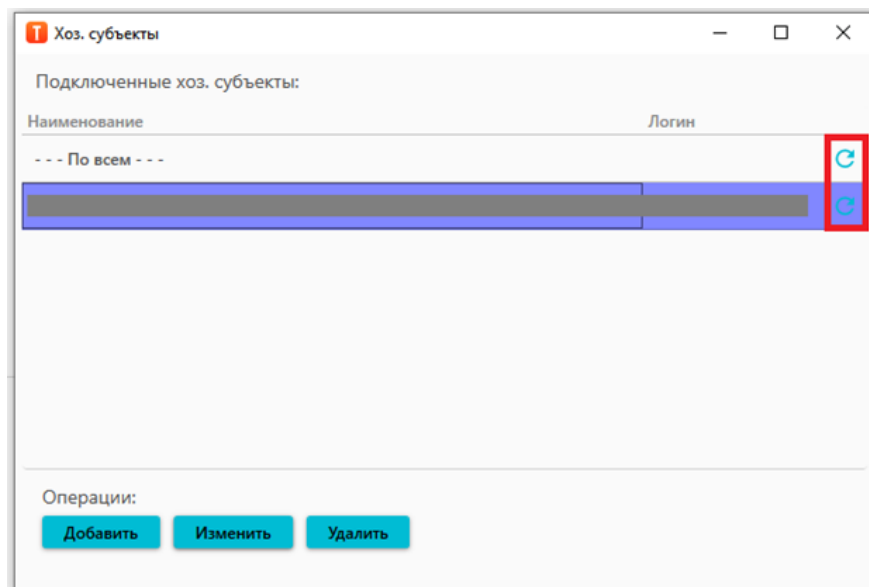 Т Хоз. субъекты
Подключенные хоз. субъекты:
Наименование Логин
- - - По всем - - -
Операции:
Добавить Изменить Удалить